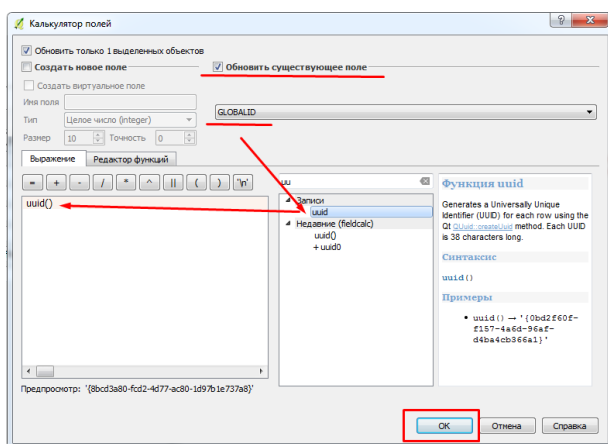 Калькулятор полей
Обновить только 1 выделенных объектов
Создать новое поле
Обновить существующее поле
Создать виртуальное поле
Имя поля
Тип Целое число (integer)
GLOBALID
Размер 10 Точность 0
Выражение Редактор функций
= + - / * ^ || ( ) '\n'
uu
uuid()
Записи
uuid
Недавние (fieldcalc)
uuid()
+ uuid0
Функция uuid
Generates a Universally Unique
Identifier (UUID) for each row using the
Qt QUuid::createUuid method. Each UUID
is 38 characters long.
Синтаксис
uuid()
Примеры
• uuid() → '{0bd2f60f-
f157-4a6d-96af-
d4ba4cb366a1}'
Предпросмотр: '{8bcd3a80-fcd2-4d77-ac80-1d97b1e737a8}'
OK Отмена Справка